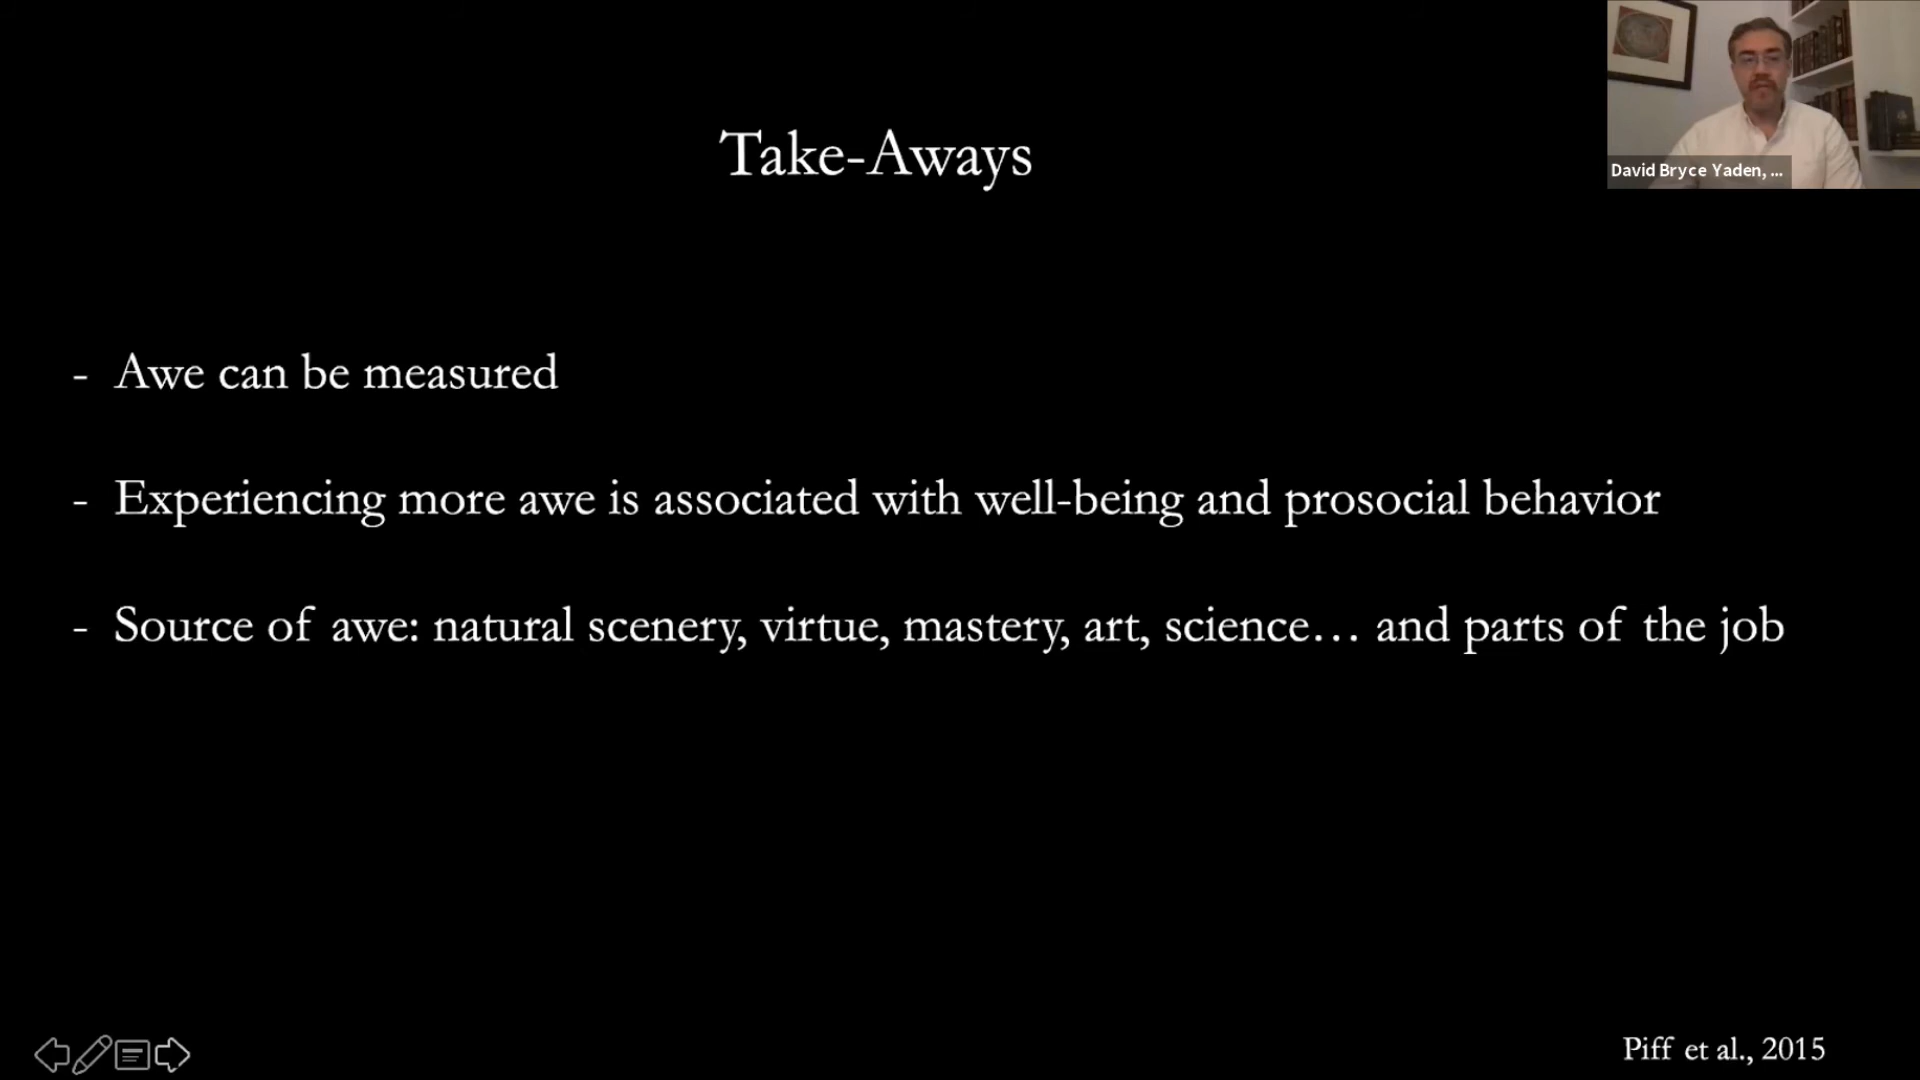 Take-Aways
David Bryce Yaden, ...
- Awe can be measured
- Experiencing more awe is associated with well-being and prosocial behavior
- Source of awe: natural scenery, virtue, mastery, art, science… and parts of the job
Piff et al., 2015